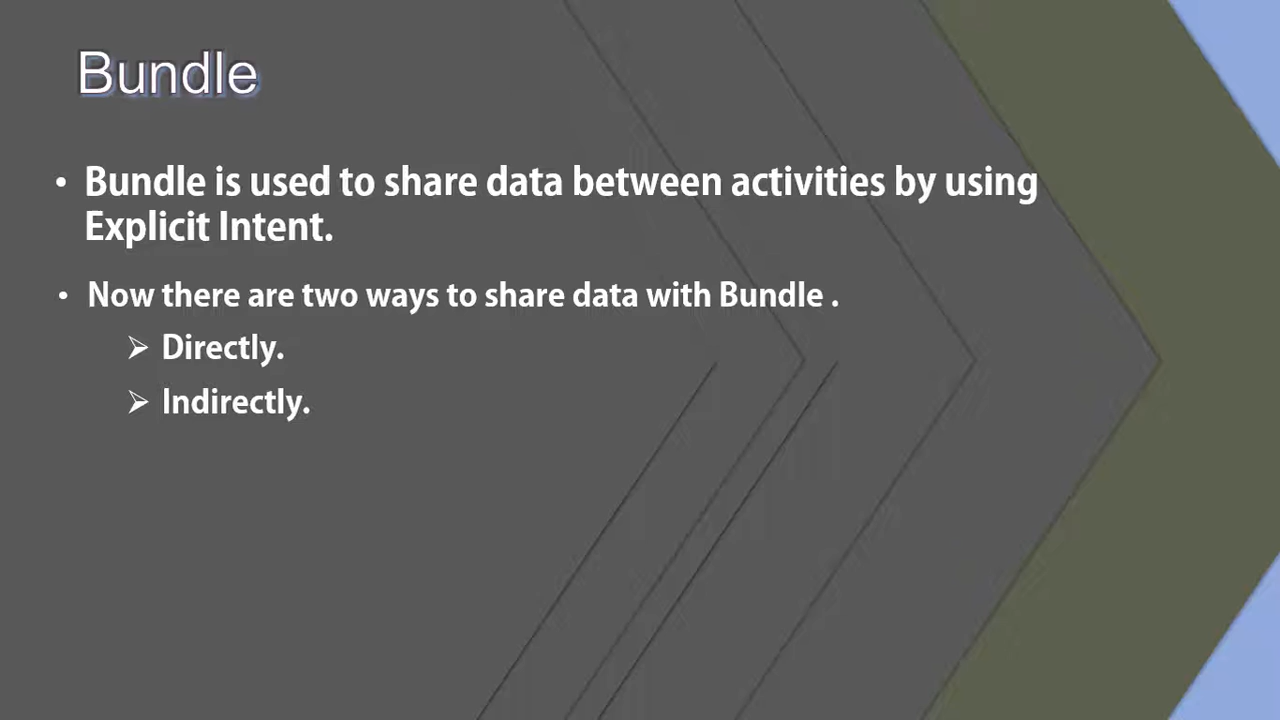 Bundle
• Bundle is used to share data between activities by using
Explicit Intent.
• Now there are two ways to share data with Bundle .
➢ Directly.
➢ Indirectly.